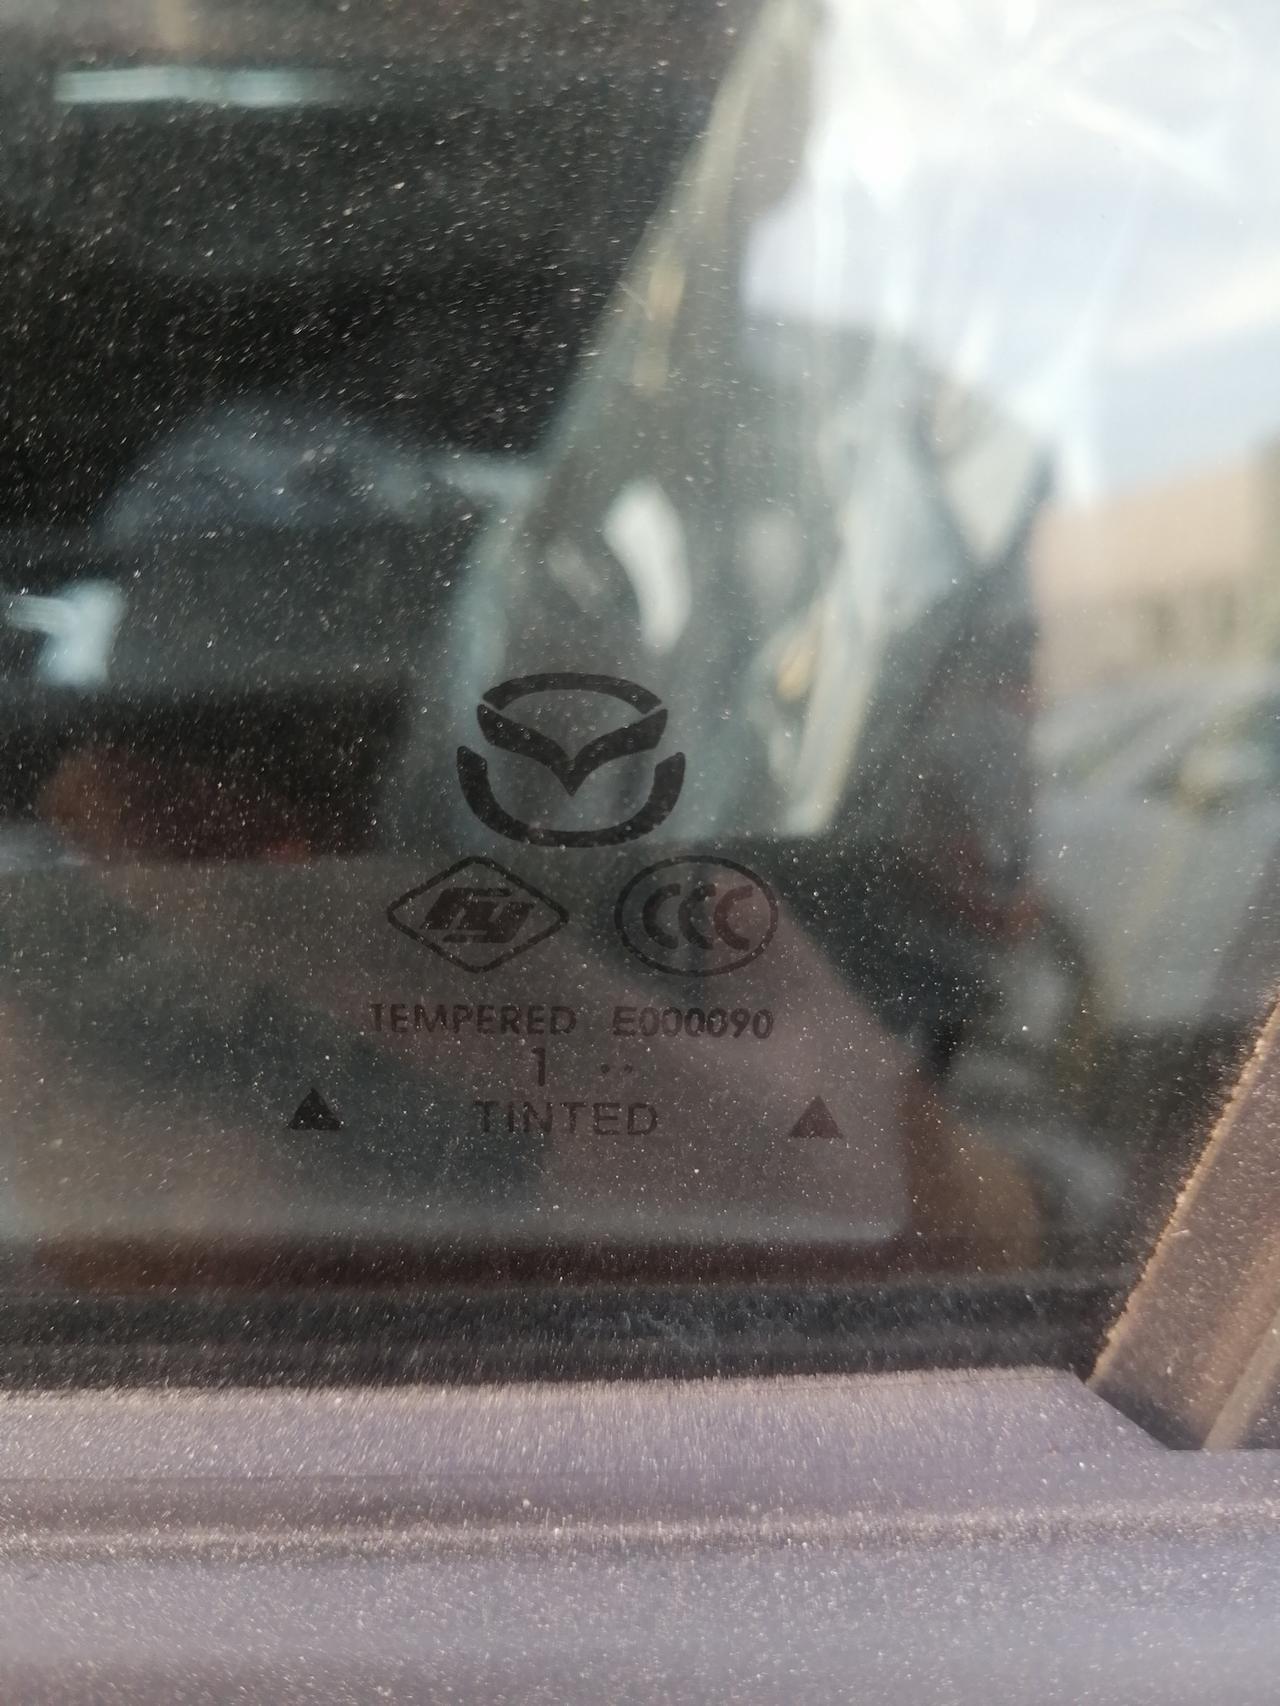 CCC
TEMPERED E000090
1 ..
TINTED